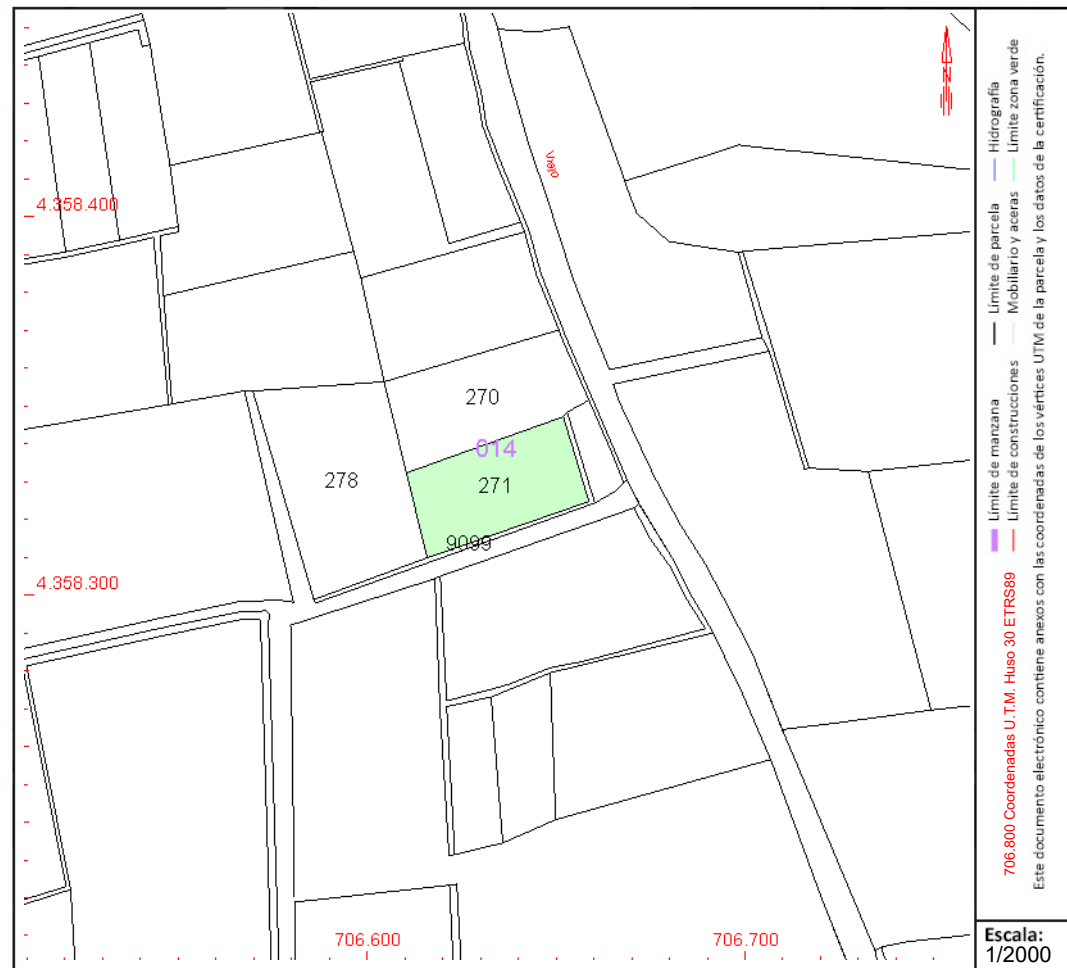 4.358.400
270
014
278
271
9099
4.358.300
706.600
706.700
Límite de manzana
Límite de parcela
Hidrografía
Límite de construcciones
Mobiliario y aceras
Límite zona verde
706.800 Coordenadas U.T.M. Huso 30 ETRS89
Este documento electrónico contiene anexos con las coordenadas de los vértices UTM de la parcela y los datos de la certificación.
Escala:
1/2000
N